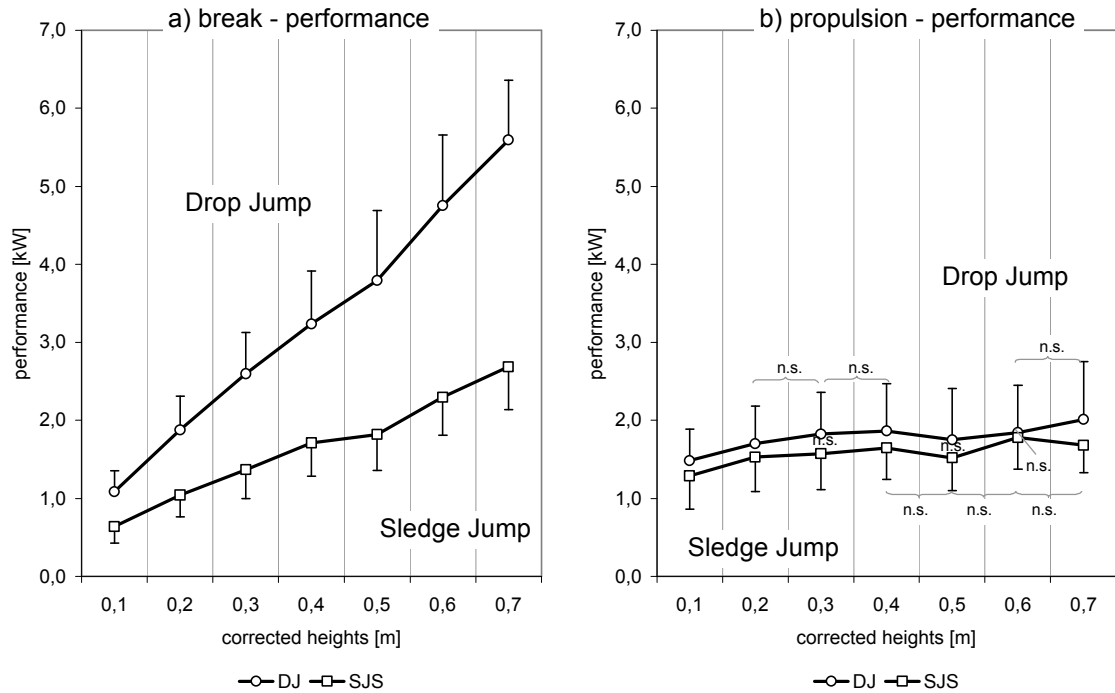 a) break - performance
7,0
6,0
5,0
4,0
3,0
2,0
1,0
0,0
performance [kW]
Drop Jump
Sledge Jump
0,1 0,2 0,3 0,4 0,5 0,6 0,7
corrected heights [m]
DJ SJS
b) propulsion - performance
7,0
6,0
5,0
4,0
3,0
2,0
1,0
0,0
performance [kW]
Drop Jump
n.s.
n.s. n.s.
n.s. n.s.
n.s.
n.s. n.s. n.s.
Sledge Jump
0,1 0,2 0,3 0,4 0,5 0,6 0,7
corrected heights [m]
DJ SJS